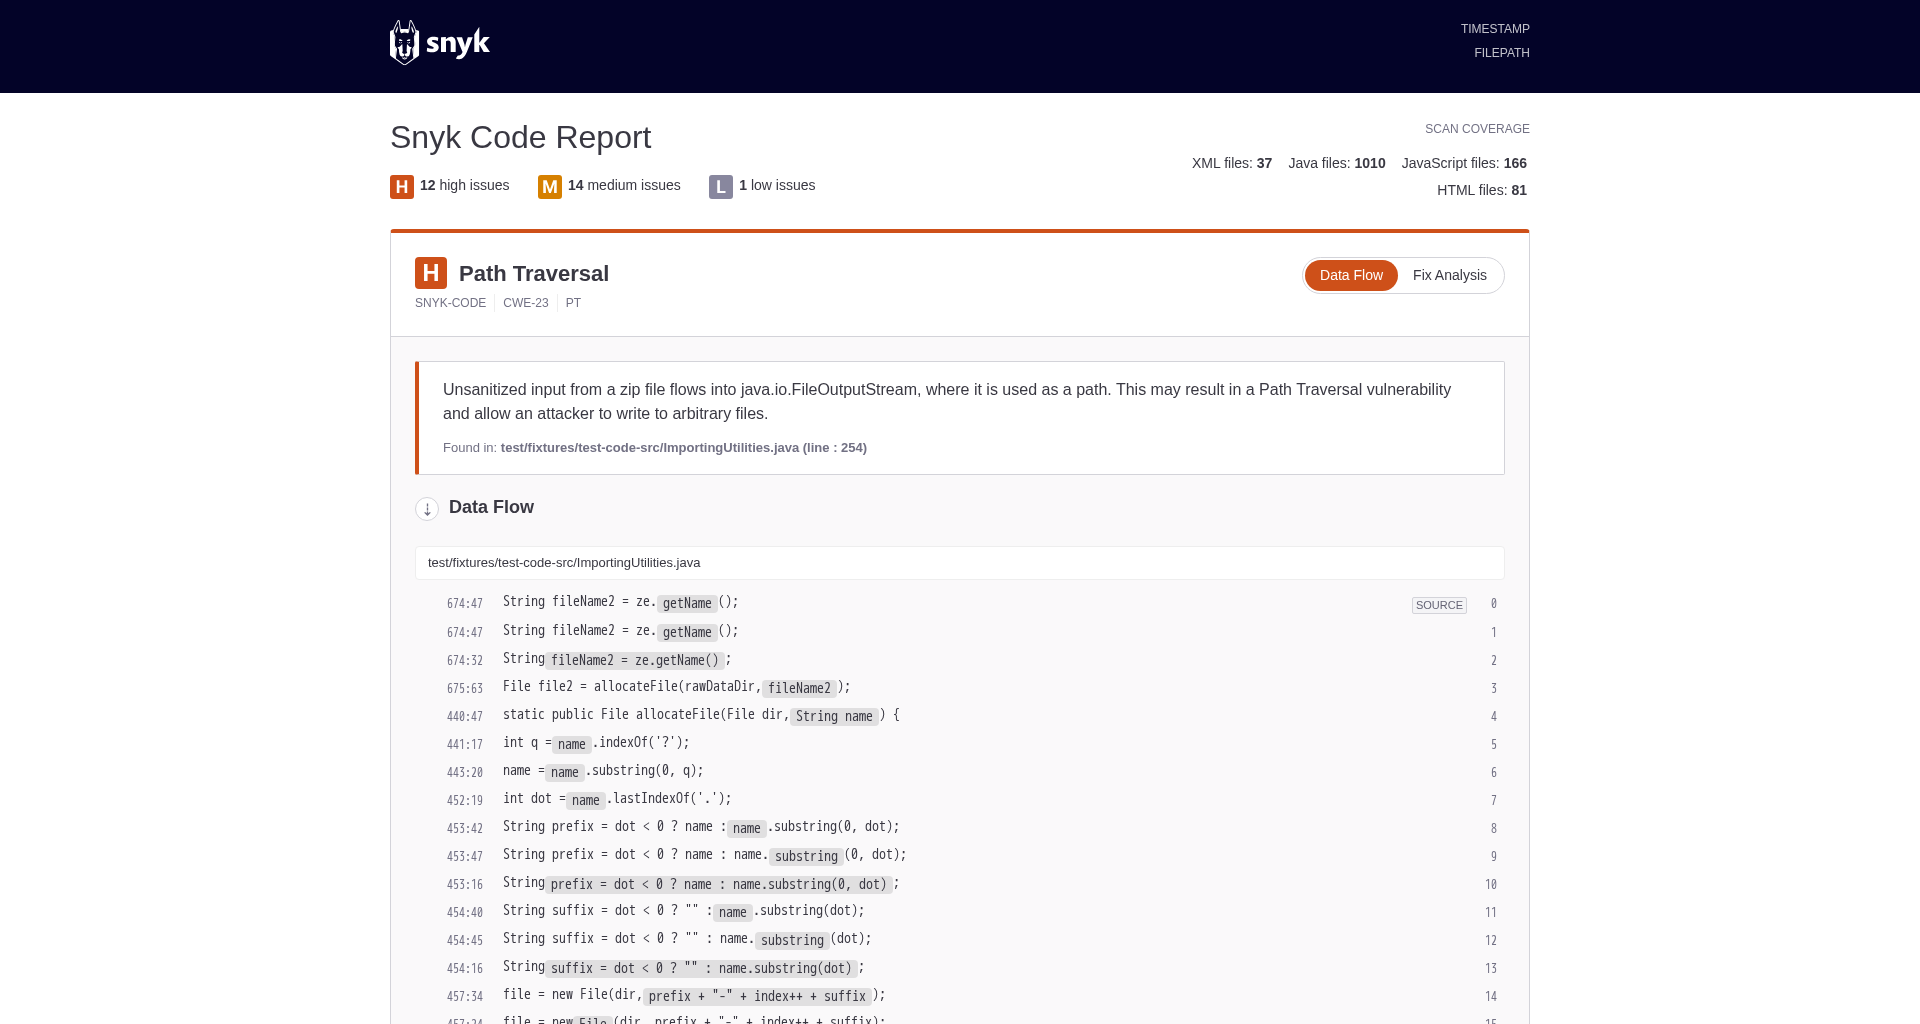 snyk
TIMESTAMP
FILEPATH
Snyk Code Report
SCAN COVERAGE
H 12 high issues M 14 medium issues L 1 low issues
XML files: 37 Java files: 1010 JavaScript files: 166
HTML files: 81
H Path Traversal
Data Flow Fix Analysis
SNYK-CODE CWE-23 PT
Unsanitized input from a zip file flows into java.io.FileOutputStream, where it is used as a path. This may result in a Path Traversal vulnerability
and allow an attacker to write to arbitrary files.
Found in: test/fixtures/test-code-src/ImportingUtilities.java (line : 254)
Data Flow
test/fixtures/test-code-src/ImportingUtilities.java
674:47 String fileName2 = ze.getName(); SOURCE 0
674:47 String fileName2 = ze.getName(); 1
674:32 String fileName2 = ze.getName(); 2
675:63 File file2 = allocateFile(rawDataDir, fileName2); 3
440:47 static public File allocateFile(File dir, String name) { 4
441:17 int q = name.indexOf('?'); 5
443:20 name = name.substring(0, q); 6
452:19 int dot = name.lastIndexOf('.'); 7
453:42 String prefix = dot < 0 ? name : name.substring(0, dot); 8
453:47 String prefix = dot < 0 ? name : name.substring(0, dot); 9
453:16 String prefix = dot < 0 ? name : name.substring(0, dot); 10
454:40 String suffix = dot < 0 ? "" : name.substring(dot); 11
454:45 String suffix = dot < 0 ? "" : name.substring(dot); 12
454:16 String suffix = dot < 0 ? "" : name.substring(dot); 13
457:34 file = new File(dir, prefix + "-" + index++ + suffix); 14
457:24 file = new File(dir, prefix + "-" + index++ + suffix); 15